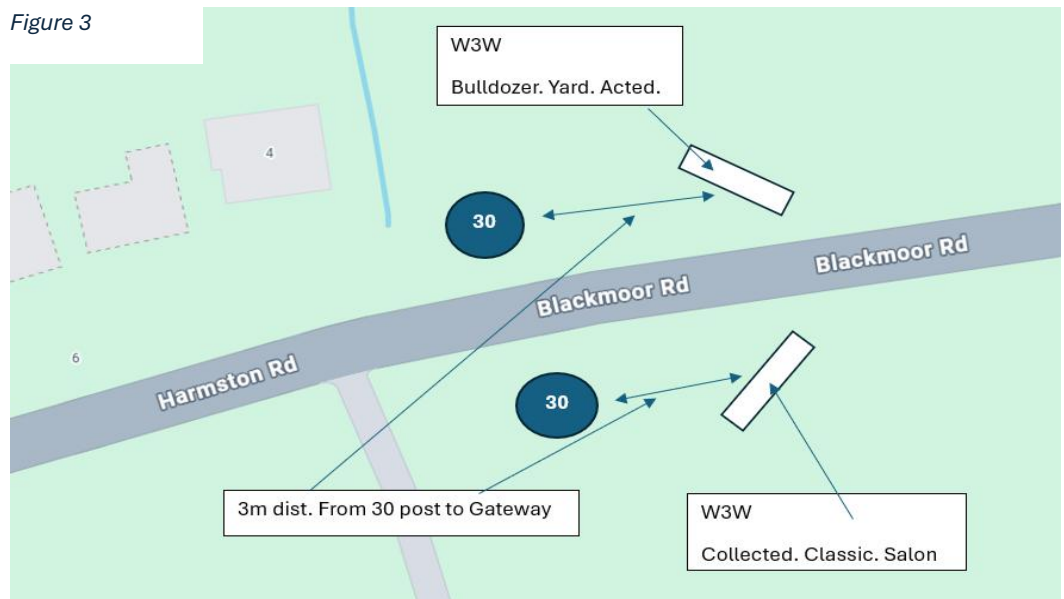 Figure 3
W3W
Bulldozer. Yard. Acted.
4
30
Blackmoor Rd
Blackmoor Rd
6
Harmston Rd
30
3m dist. From 30 post to Gateway
W3W
Collected. Classic. Salon